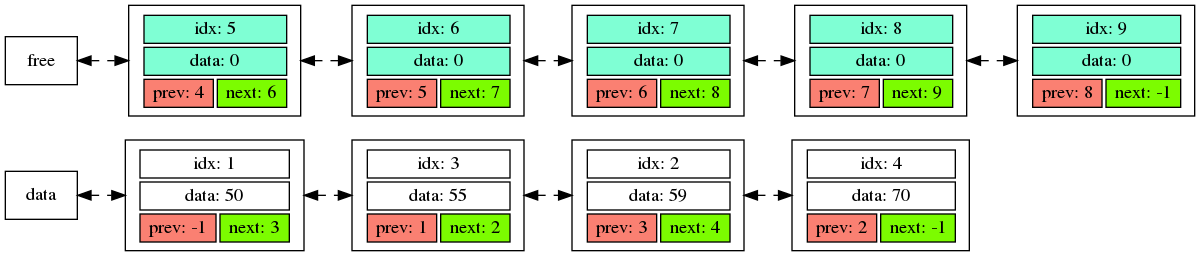 free
idx: 5
data: 0
prev: 4 next: 6
idx: 6
data: 0
prev: 5 next: 7
idx: 7
data: 0
prev: 6 next: 8
idx: 8
data: 0
prev: 7 next: 9
idx: 9
data: 0
prev: 8 next: -1
data
idx: 1
data: 50
prev: -1 next: 3
idx: 3
data: 55
prev: 1 next: 2
idx: 2
data: 59
prev: 3 next: 4
idx: 4
data: 70
prev: 2 next: -1